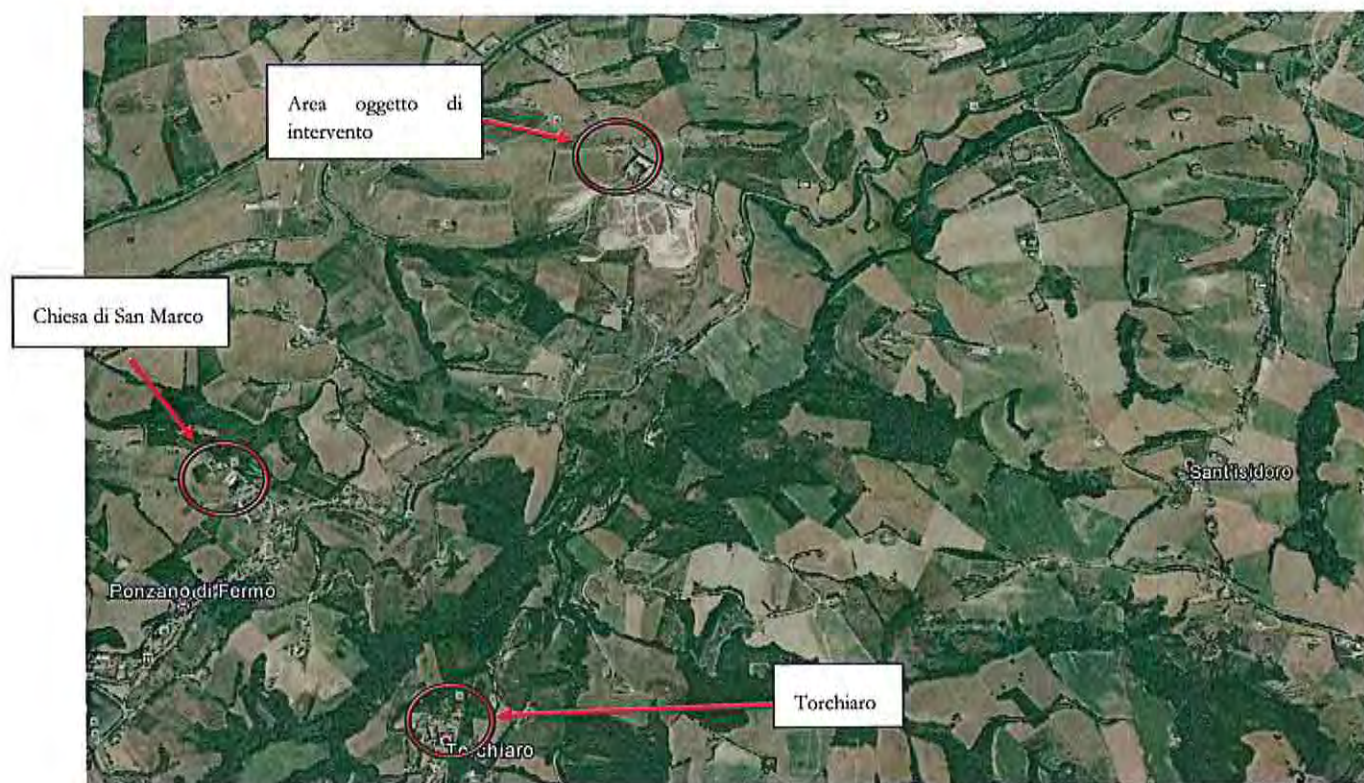 Area oggetto di
intervento
Chiesa di San Marco
Sant'isidoro
Ponzano di Fermo
Torchiaro
Torchiaro